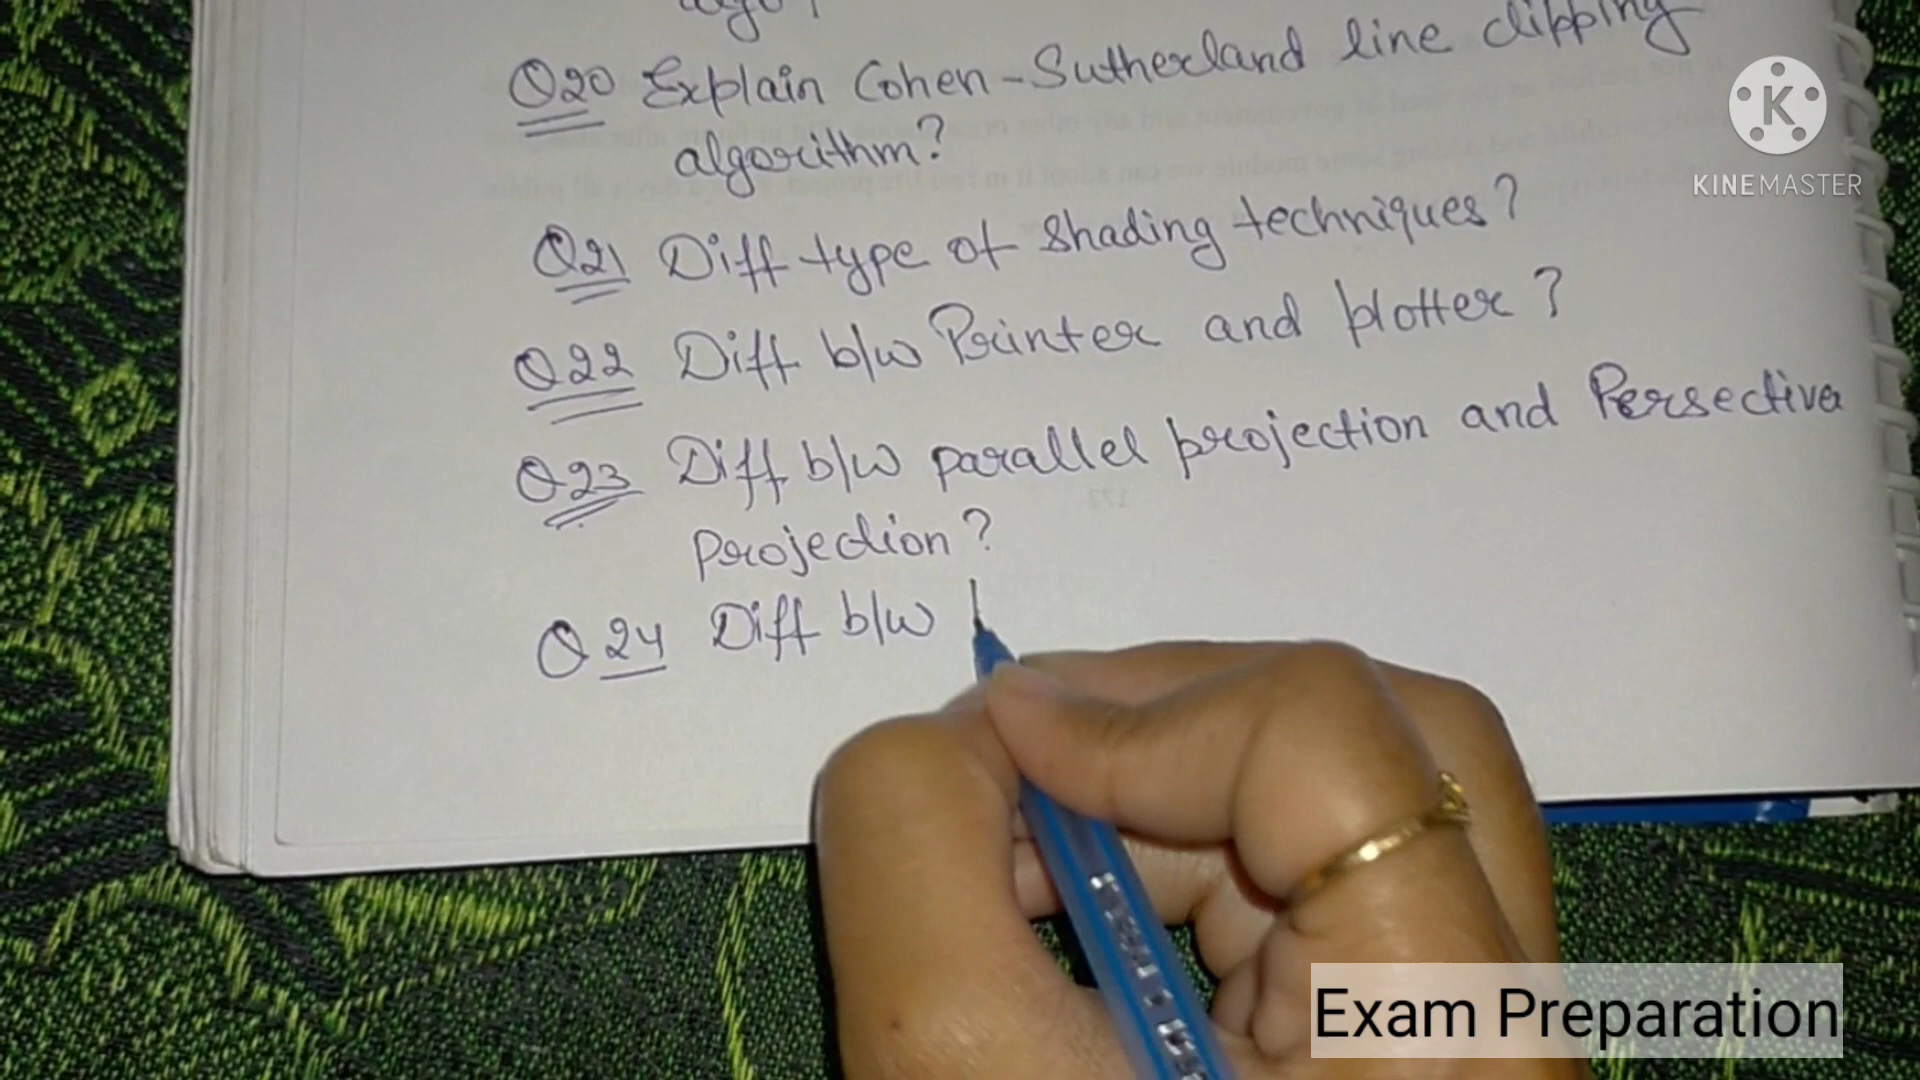 Q20 Explain Cohen-Sutherland line clipping
algorithm?
Q21 Diff type of shading techniques?
Q22 Diff b/w Printer and plotter?
Q23 Diff b/w parallel projection and Persective
projection?
Q24 Diff b/w
K
KINEMASTER
Exam Preparation